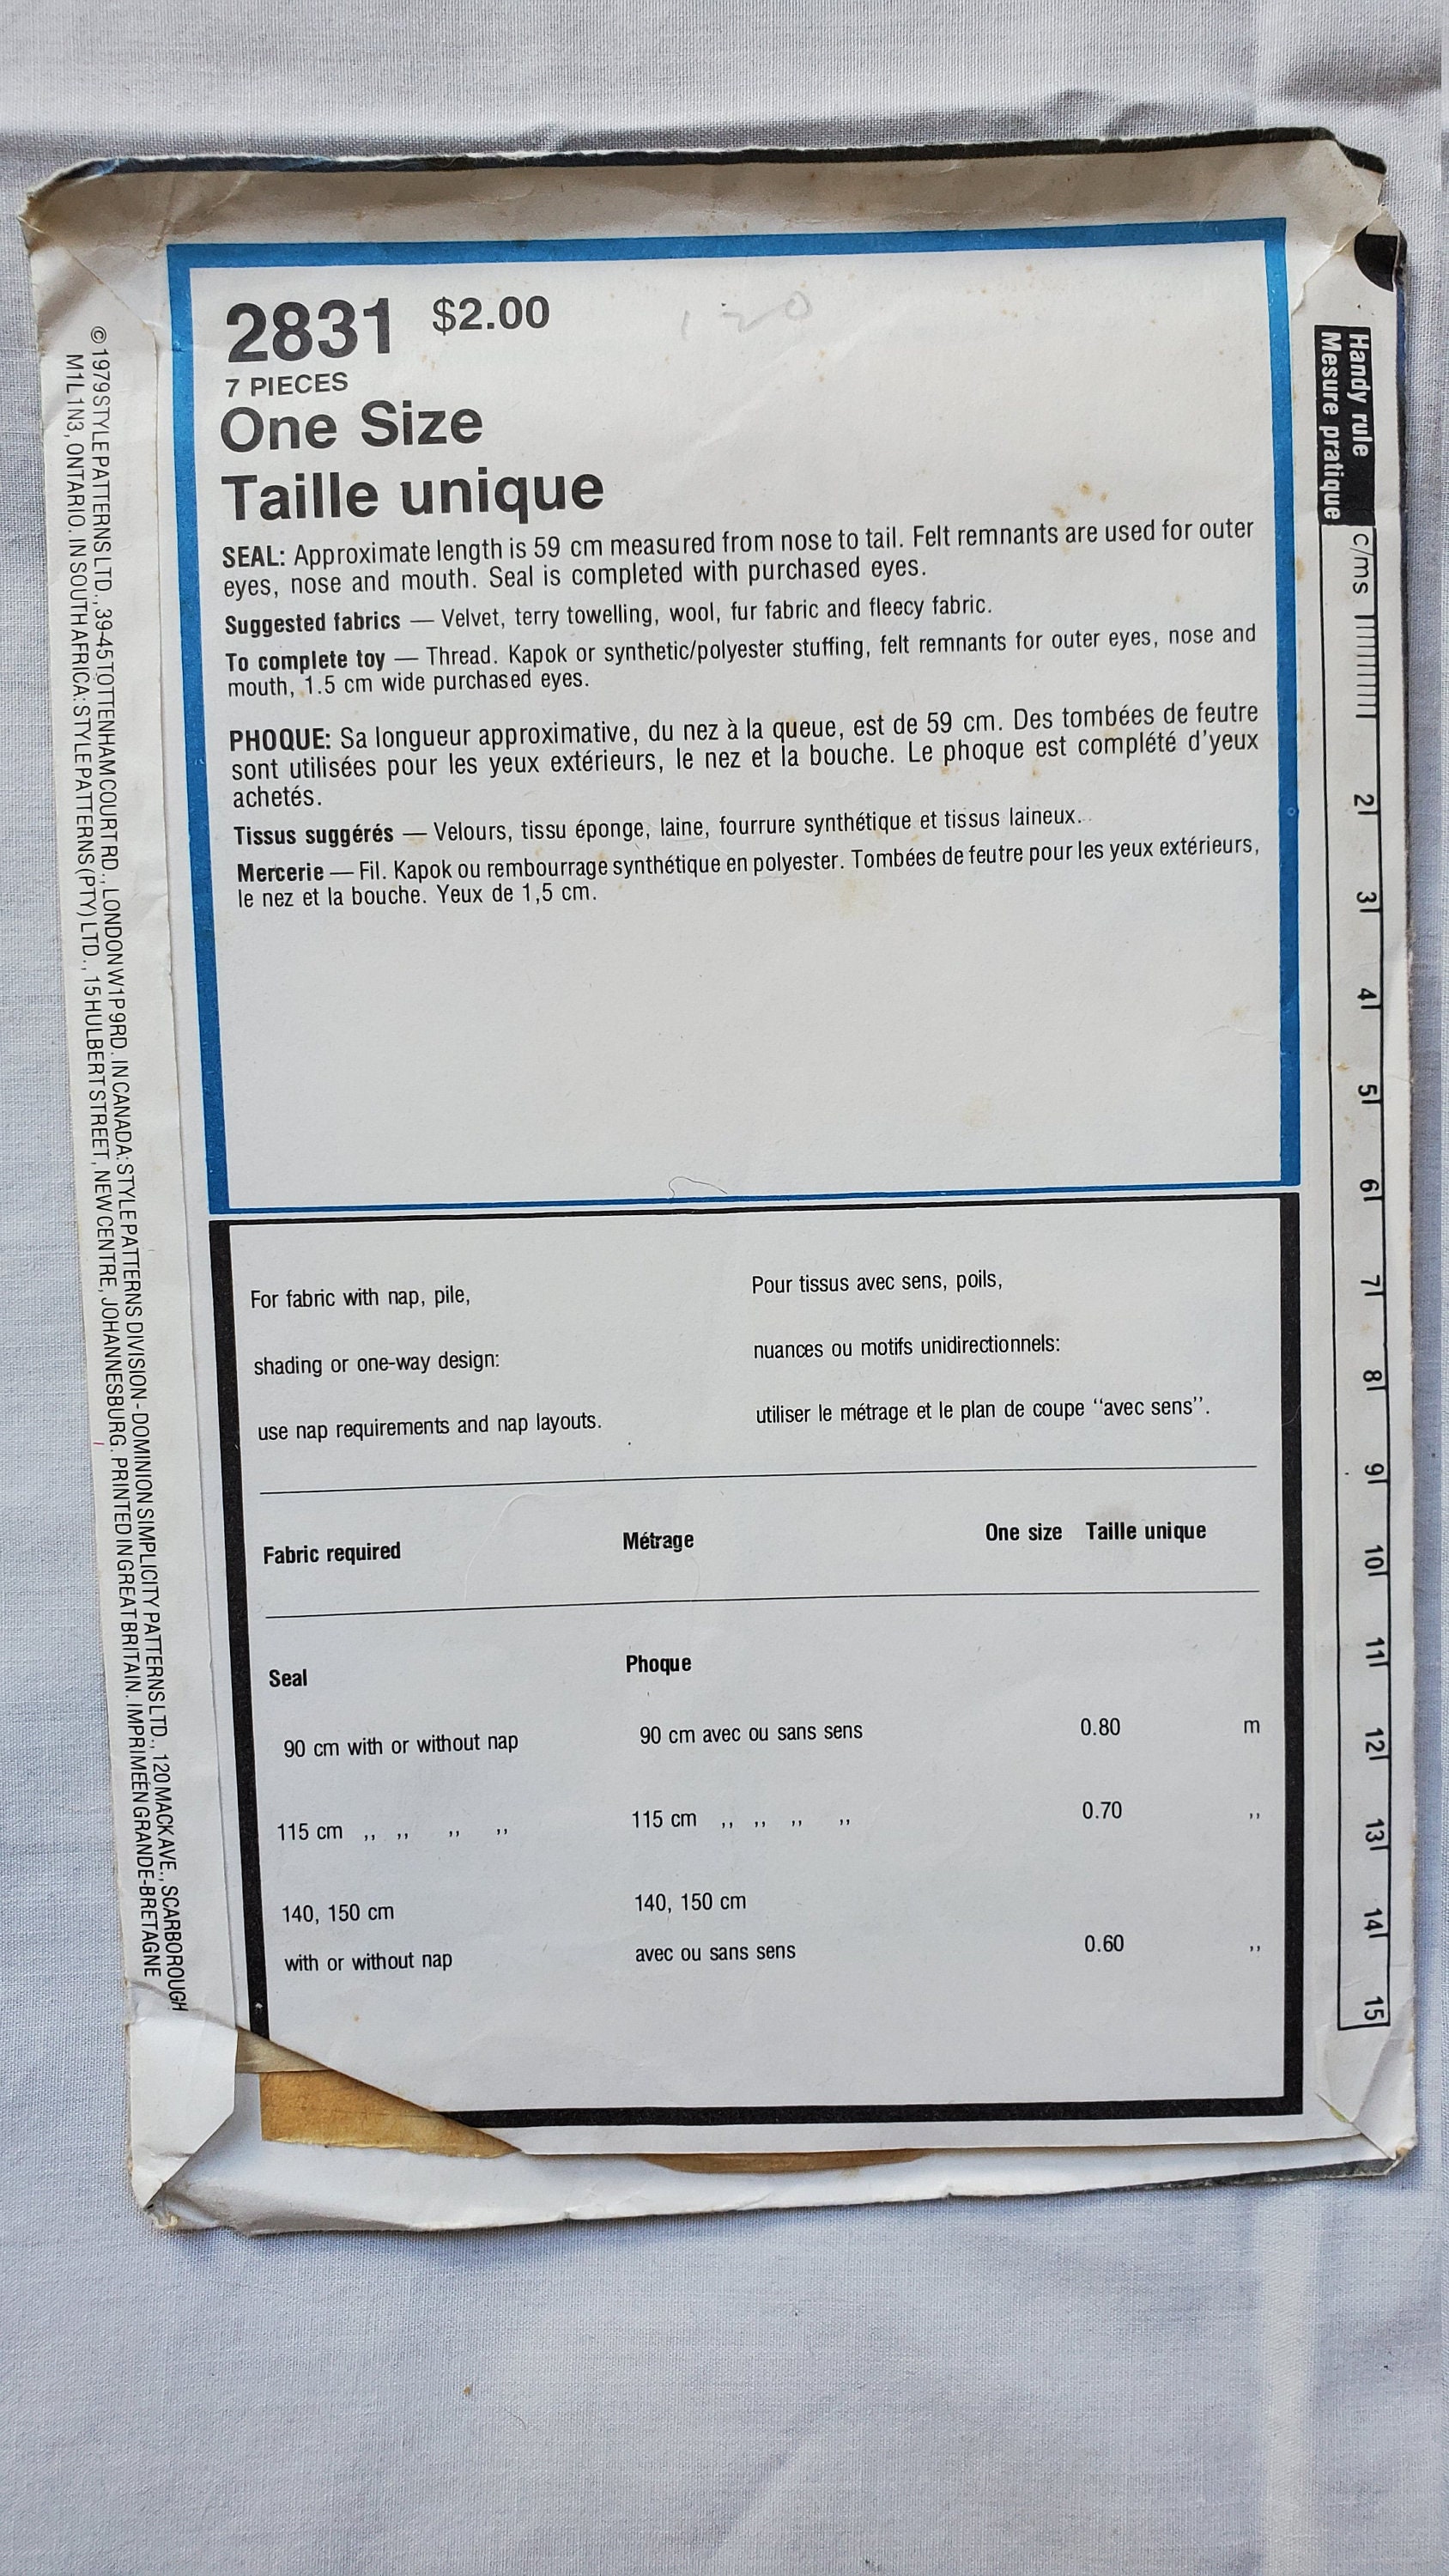 2831 $2.00
7 PIECES
One Size
Taille unique
SEAL: Approximate length is 59 cm measured from nose to tail. Felt remnants are used for outer
eyes, nose and mouth. Seal is completed with purchased eyes.
Suggested fabrics — Velvet, terry towelling, wool, fur fabric and fleecy fabric.
To complete toy — Thread. Kapok or synthetic/polyester stuffing, felt remnants for outer eyes, nose and
mouth, 1.5 cm wide purchased eyes.
PHOQUE: Sa longueur approximative, du nez à la queue, est de 59 cm. Des tombées de feutre
sont utilisées pour les yeux extérieurs, le nez et la bouche. Le phoque est complété d'yeux
achetés.
Tissus suggérés — Velours, tissu éponge, laine, fourrure synthétique et tissus laineux.
Mercerie — Fil. Kapok ou rembourrage synthétique en polyester. Tombées de feutre pour les yeux extérieurs,
le nez et la bouche. Yeux de 1,5 cm.
For fabric with nap, pile,
shading or one-way design:
use nap requirements and nap layouts.
Pour tissus avec sens, poils,
nuances ou motifs unidirectionnels:
utiliser le métrage et le plan de coupe ‘‘avec sens’’.
Fabric required Métrage One size Taille unique
Seal Phoque
90 cm with or without nap 90 cm avec ou sans sens 0.80 m
115 cm ,, ,, ,, ,, 115 cm ,, ,, ,, ,, 0.70 ,,
140, 150 cm 140, 150 cm
with or without nap avec ou sans sens 0.60 ,,
© 1979 STYLE PATTERNS LTD., 39-45 TOTTENHAM COURT RD., LONDON W1P 9RD. IN CANADA: STYLE PATTERNS DIVISION - DOMINION SIMPLICITY PATTERNS LTD., 120 MACK AVE., SCARBOROUGH
M1L 1N3, ONTARIO. IN SOUTH AFRICA: STYLE PATTERNS (PTY) LTD., 15 HULBERT STREET, NEW CENTRE, JOHANNESBURG. PRINTED IN GREAT BRITAIN. IMPRIMÉ EN GRANDE-BRETAGNE
Handy rule
Mesure pratique
c/ms 2 3 4 5 6 7 8 9 10 11 12 13 14 15